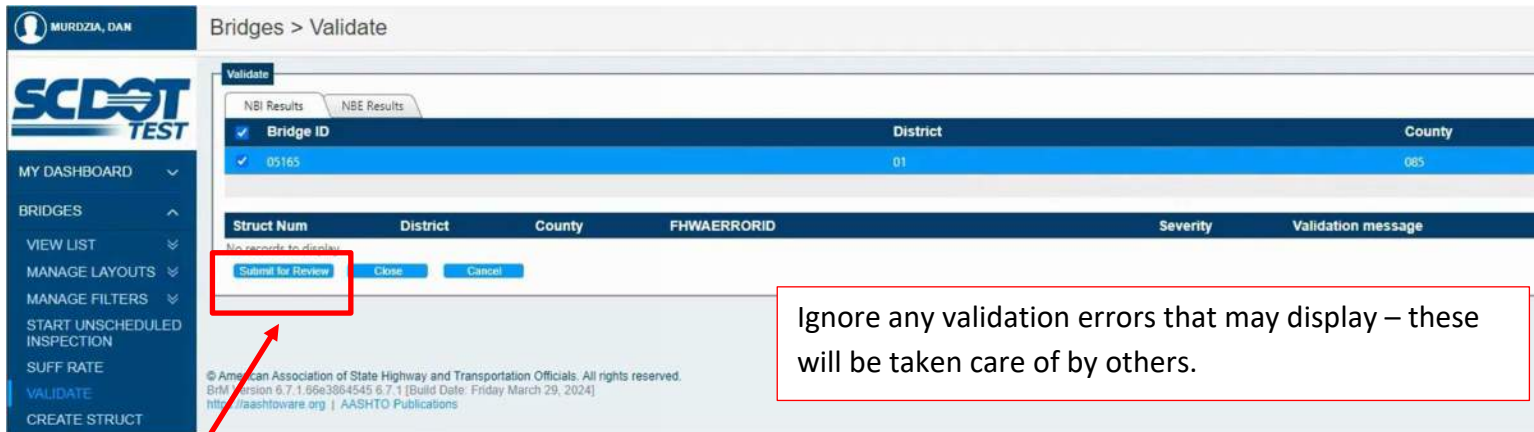 MURDZIA, DAN
Bridges > Validate
SCDOT
TEST
MY DASHBOARD
BRIDGES
VIEW LIST
MANAGE LAYOUTS
MANAGE FILTERS
START UNSCHEDULED
INSPECTION
SUFF RATE
VALIDATE
CREATE STRUCT
Validate
NBI Results NBE Results
Bridge ID District County
05165 01 085
Struct Num District County FHWAERRORID Severity Validation message
No records to display
Submit for Review Close Cancel
Ignore any validation errors that may display – these
will be taken care of by others.
© American Association of State Highway and Transportation Officials. All rights reserved.
BrM Version 6.7.1.66e3864545 6.7.1 [Build Date: Friday March 29, 2024]
https://aashtoware.org | AASHTO Publications